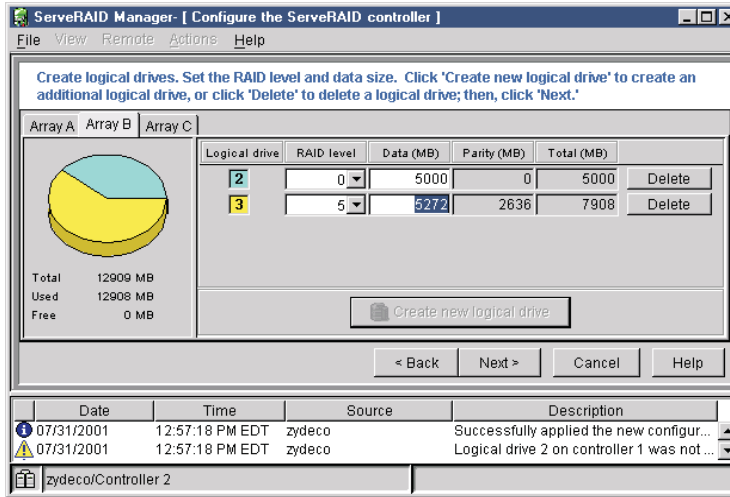 ServeRAID Manager- [ Configure the ServeRAID controller ]
File View Remote Actions Help
Create logical drives. Set the RAID level and data size. Click 'Create new logical drive' to create an
additional logical drive, or click 'Delete' to delete a logical drive; then, click 'Next.'
Array A Array B Array C
Logical drive RAID level Data (MB) Parity (MB) Total (MB)
2 0 5000 0 5000 Delete
3 5 5272 2636 7908 Delete
Total 12909 MB
Used 12908 MB
Free 0 MB
Create new logical drive
< Back Next > Cancel Help
Date Time Source Description
07/31/2001 12:57:18 PM EDT zydeco Successfully applied the new configur...
07/31/2001 12:57:18 PM EDT zydeco Logical drive 2 on controller 1 was not ...
zydeco/Controller 2